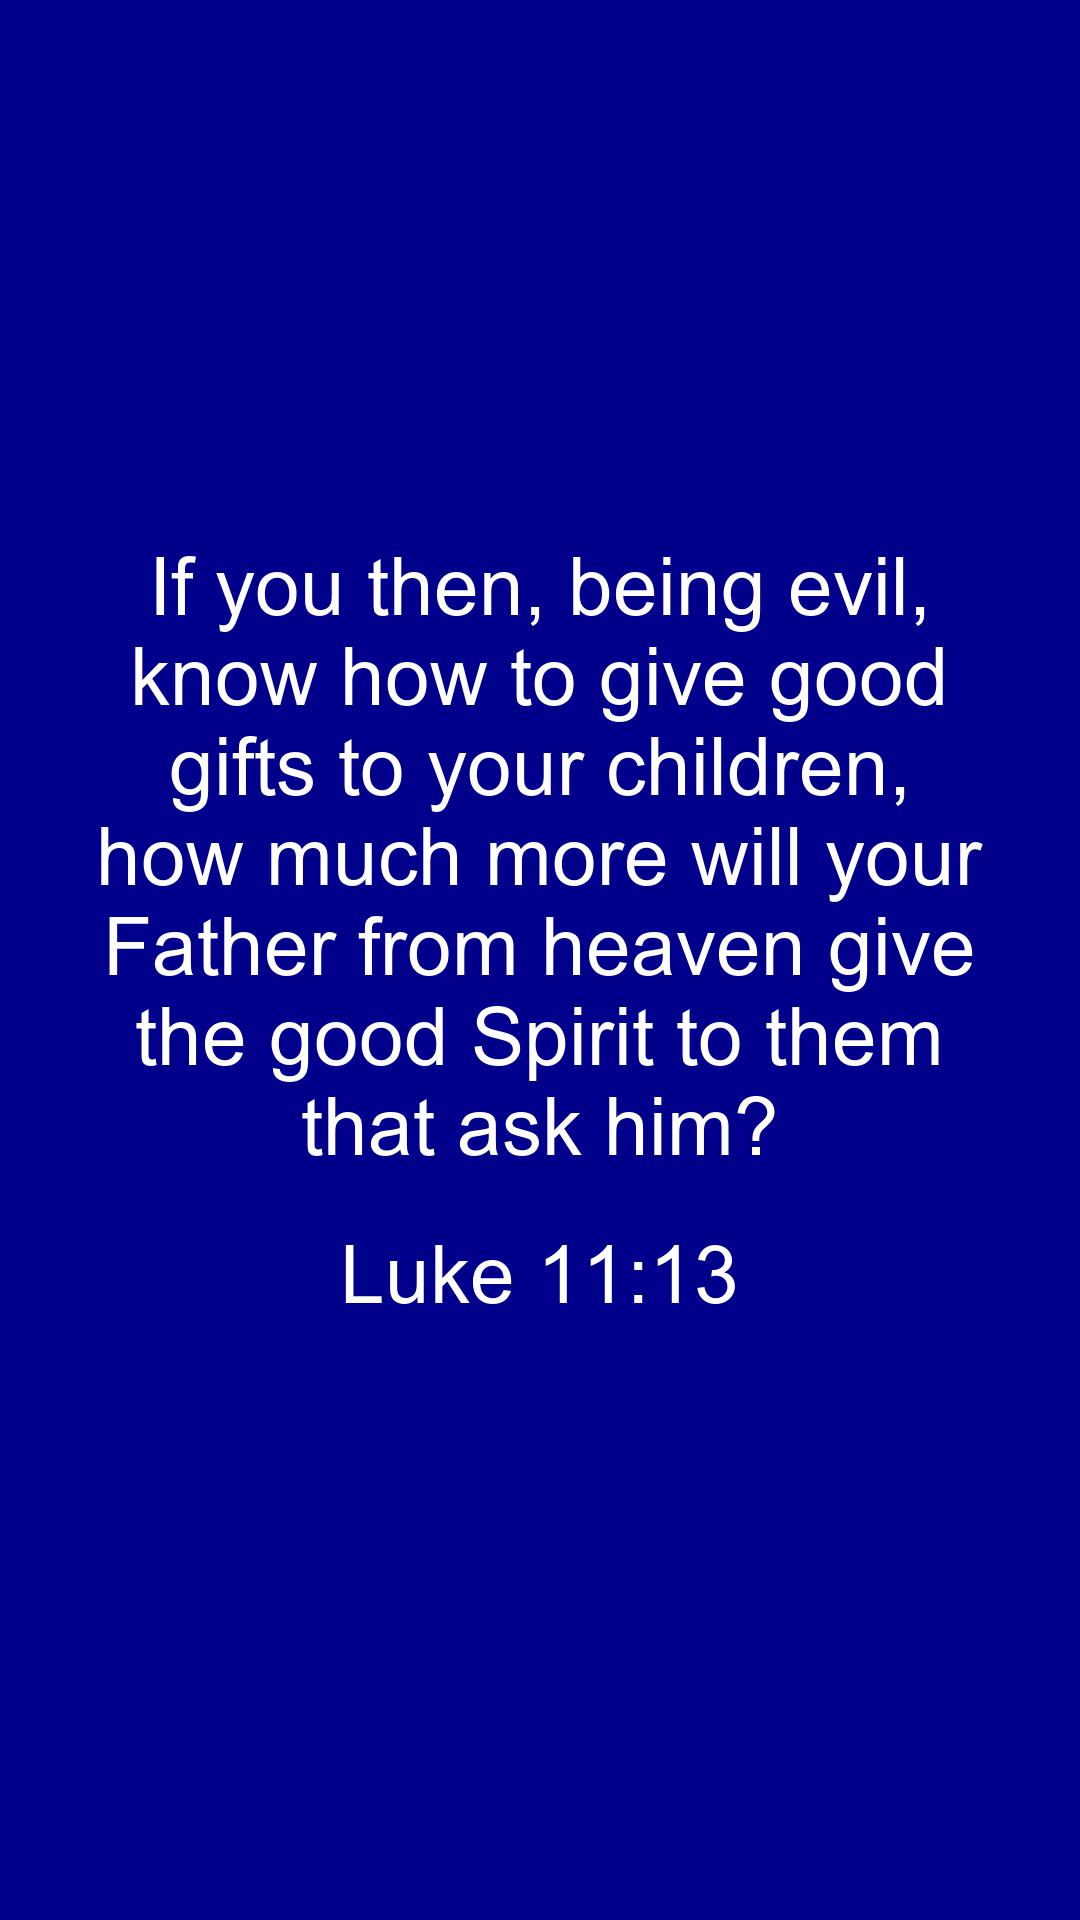 If you then, being evil,
know how to give good
gifts to your children,
how much more will your
Father from heaven give
the good Spirit to them
that ask him?
Luke 11:13